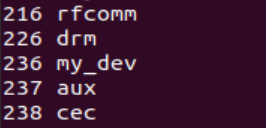 216 rfcomm
226 drm
236 my_dev
237 aux
238 cec